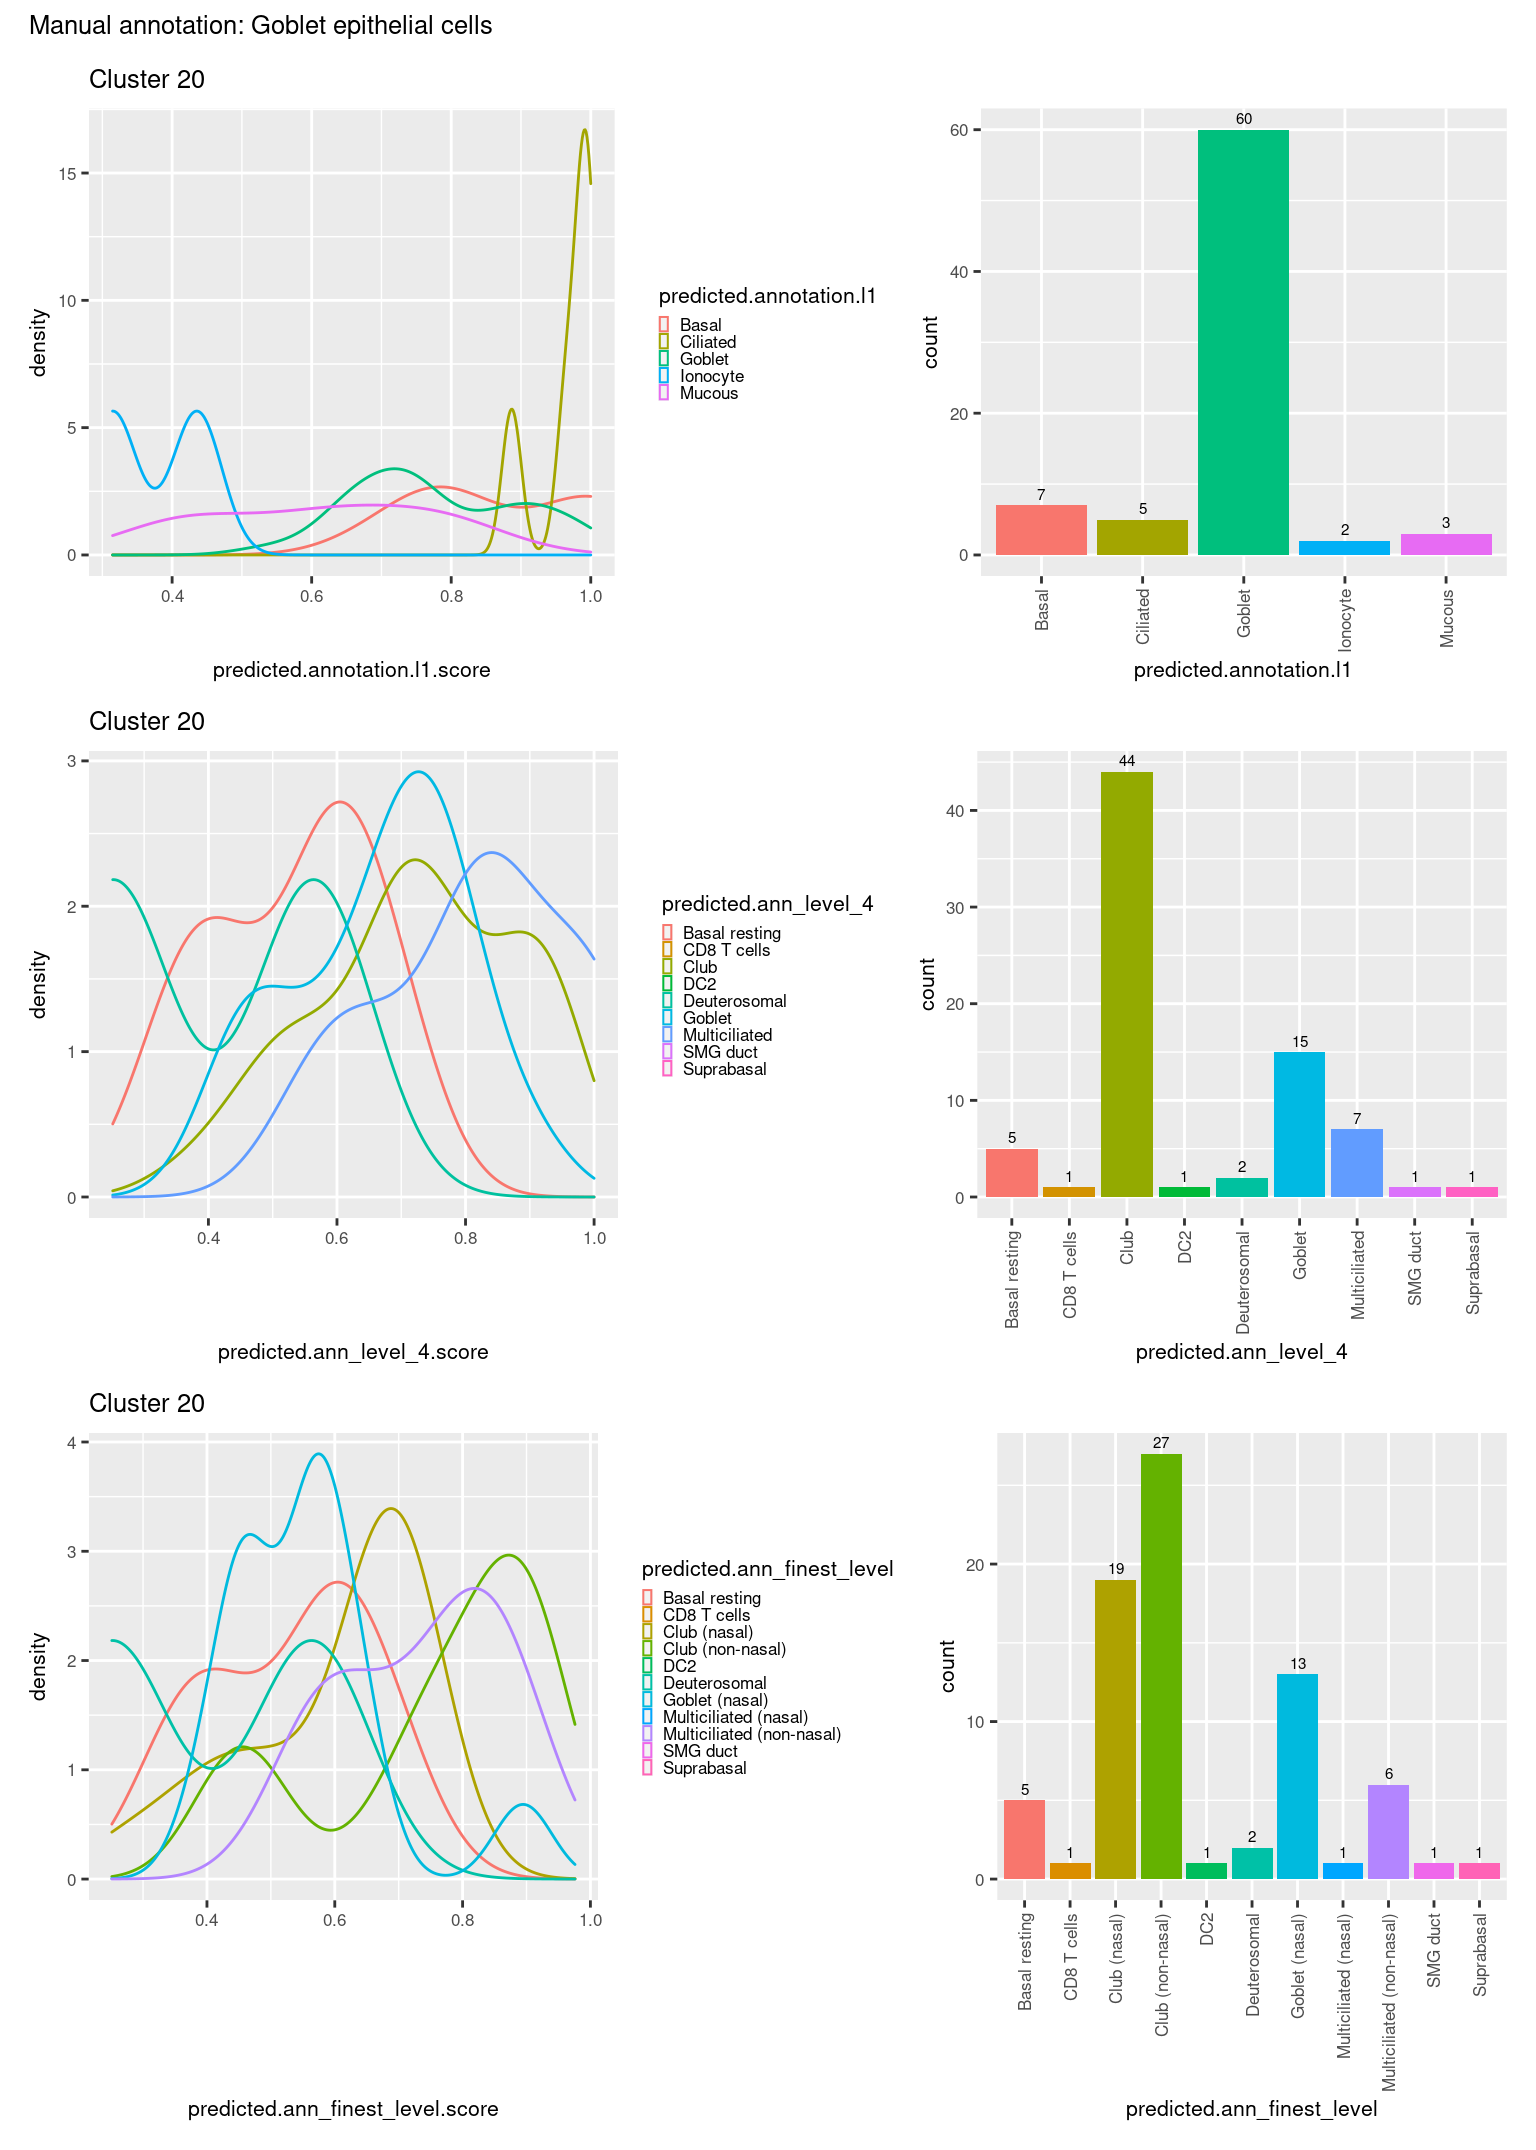 Manual annotation: Goblet epithelial cells
Cluster 20
density
15
10
5
0
0.4
0.6
0.8
1.0
predicted.annotation.l1.score
predicted.annotation.l1
Basal
Ciliated
Goblet
Ionocyte
Mucous
count
60
40
20
0
7
5
60
2
3
Basal
Ciliated
Goblet
Ionocyte
Mucous
predicted.annotation.l1
Cluster 20
density
3
2
1
0
0.4
0.6
0.8
1.0
predicted.ann_level_4.score
predicted.ann_level_4
Basal resting
CD8 T cells
Club
DC2
Deuterosomal
Goblet
Multiciliated
SMG duct
Suprabasal
count
40
30
20
10
0
5
1
44
1
2
15
7
1
1
Basal resting
CD8 T cells
Club
DC2
Deuterosomal
Goblet
Multiciliated
SMG duct
Suprabasal
predicted.ann_level_4
Cluster 20
density
4
3
2
1
0
0.4
0.6
0.8
1.0
predicted.ann_finest_level.score
predicted.ann_finest_level
Basal resting
CD8 T cells
Club (nasal)
Club (non-nasal)
DC2
Deuterosomal
Goblet (nasal)
Multiciliated (nasal)
Multiciliated (non-nasal)
SMG duct
Suprabasal
count
20
10
0
5
1
19
27
1
2
13
1
6
1
1
Basal resting
CD8 T cells
Club (nasal)
Club (non-nasal)
DC2
Deuterosomal
Goblet (nasal)
Multiciliated (nasal)
Multiciliated (non-nasal)
SMG duct
Suprabasal
predicted.ann_finest_level